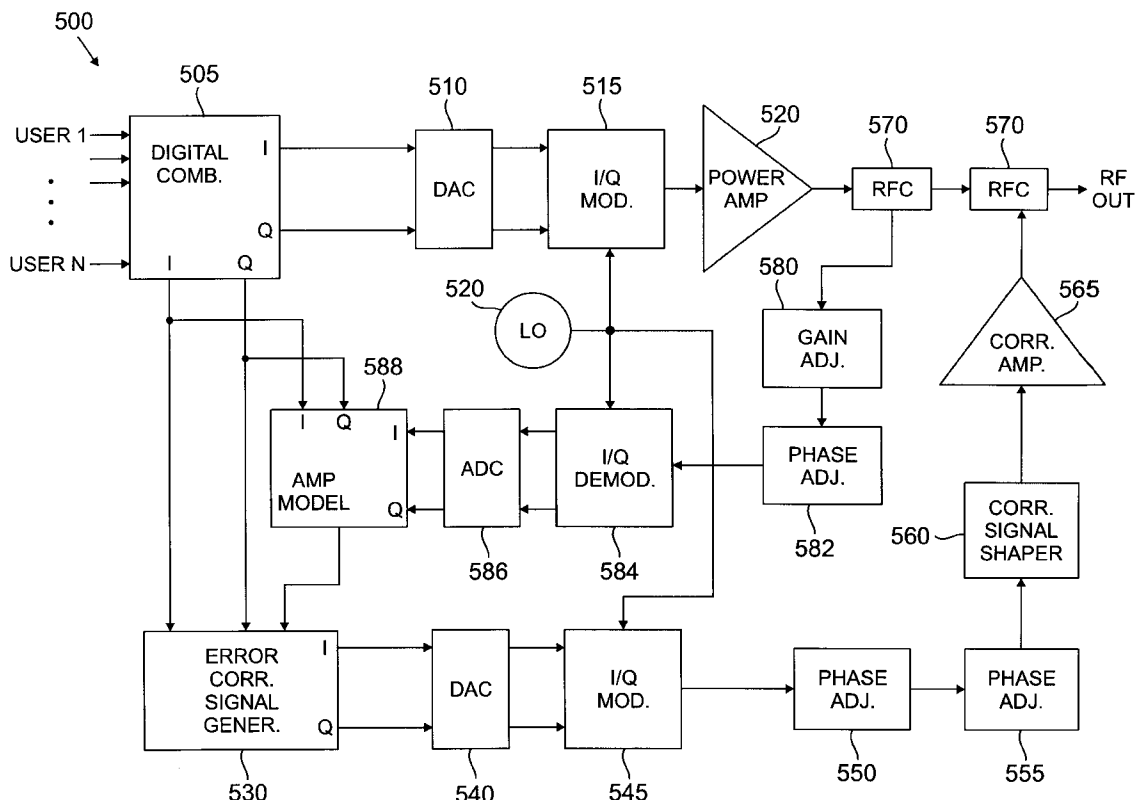 500
505
510
515
520
570
570
USER 1
USER N
DIGITAL
COMB.
I
Q
I
Q
DAC
I/Q
MOD.
POWER
AMP
RFC
RFC
RF
OUT
520
LO
580
GAIN
ADJ.
565
CORR.
AMP.
588
I
Q
I
Q
AMP
MODEL
ADC
586
I/Q
DEMOD.
584
PHASE
ADJ.
582
560
CORR.
SIGNAL
SHAPER
ERROR
CORR.
SIGNAL
GENER.
I
Q
530
DAC
540
I/Q
MOD.
545
PHASE
ADJ.
550
PHASE
ADJ.
555